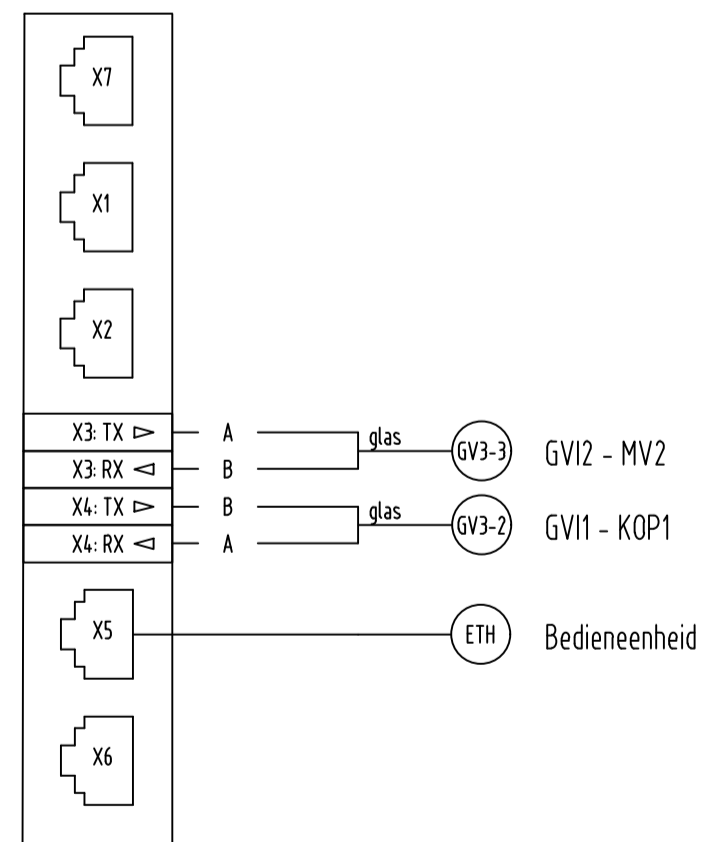 X7
X1
X2
X3: TX A glas
X3: RX B GV3-3 GVI2 - MV2
X4: TX B glas
X4: RX A GV3-2 GVI1 - KOP1
X5 ETH Bedieneenheid
X6